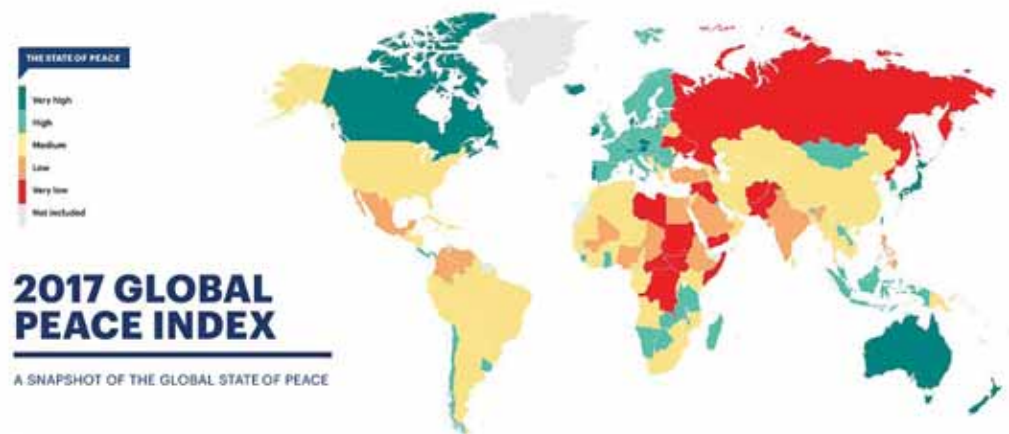 THE STATE OF PEACE
Very high
High
Medium
Low
Very low
Not included
2017 GLOBAL
PEACE INDEX
A SNAPSHOT OF THE GLOBAL STATE OF PEACE